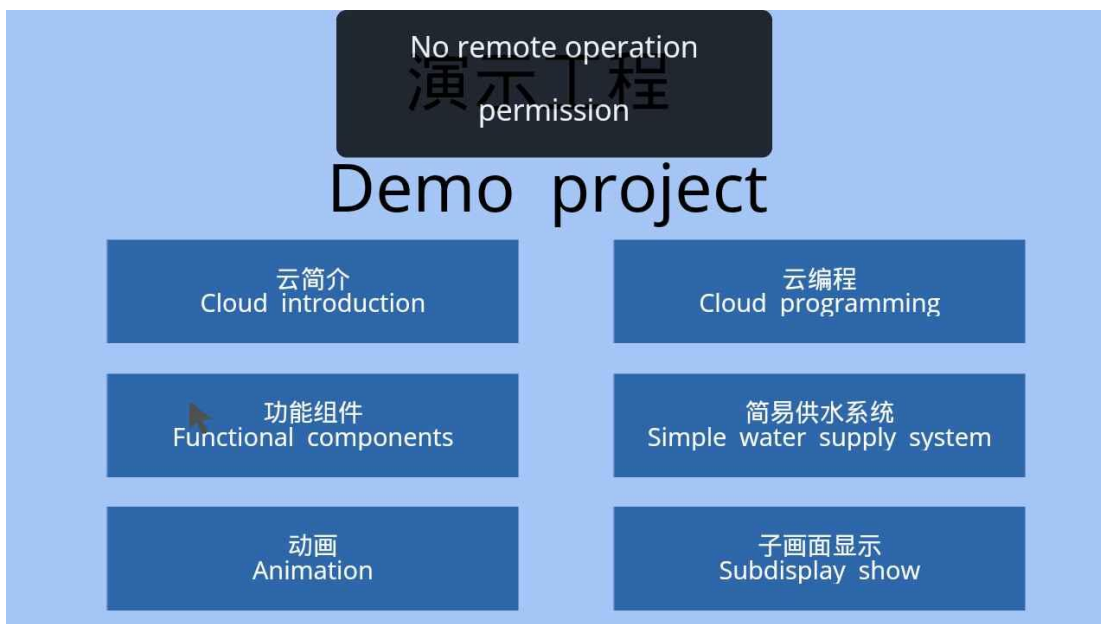 No remote operation
permission
演示工程
Demo project
云简介
Cloud introduction
云编程
Cloud programming
功能组件
Functional components
简易供水系统
Simple water supply system
动画
Animation
子画面显示
Subdisplay show